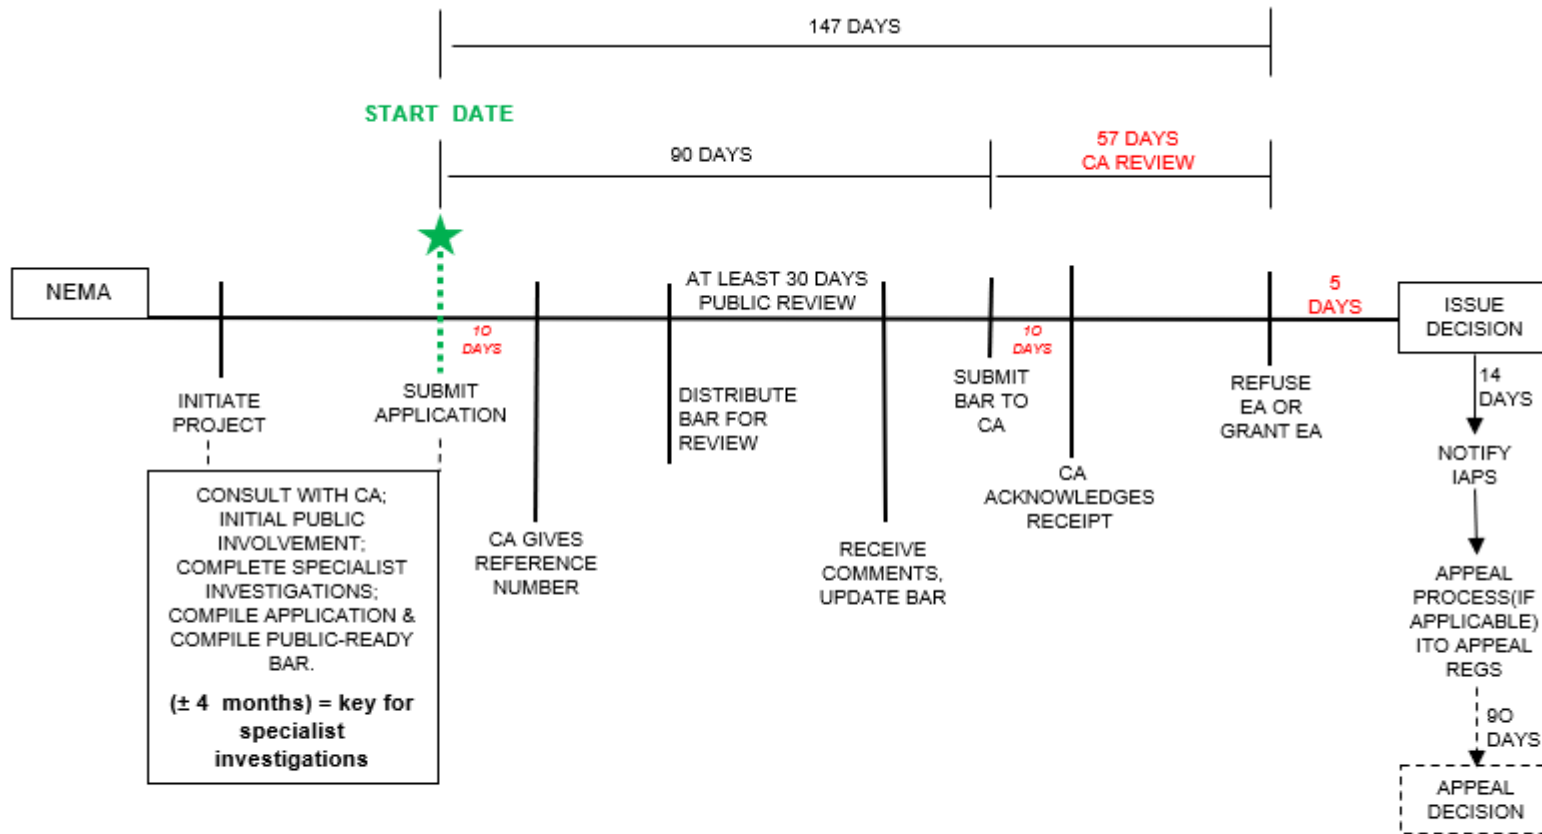 147 DAYS
START DATE
90 DAYS
57 DAYS
CA REVIEW
NEMA
AT LEAST 30 DAYS
PUBLIC REVIEW
5
DAYS
ISSUE
DECISION
10
DAYS
10
DAYS
INITIATE
PROJECT
SUBMIT
APPLICATION
DISTRIBUTE
BAR FOR
REVIEW
SUBMIT
BAR TO
CA
REFUSE
EA OR
GRANT EA
14
DAYS
NOTIFY
IAPS
CONSULT WITH CA;
INITIAL PUBLIC
INVOLVEMENT;
COMPLETE SPECIALIST
INVESTIGATIONS;
COMPILE APPLICATION &
COMPILE PUBLIC-READY
BAR.
(± 4 months) = key for
specialist
investigations
CA GIVES
REFERENCE
NUMBER
RECEIVE
COMMENTS,
UPDATE BAR
CA
ACKNOWLEDGES
RECEIPT
APPEAL
PROCESS(IF
APPLICABLE)
ITO APPEAL
REGS
90
DAYS
APPEAL
DECISION